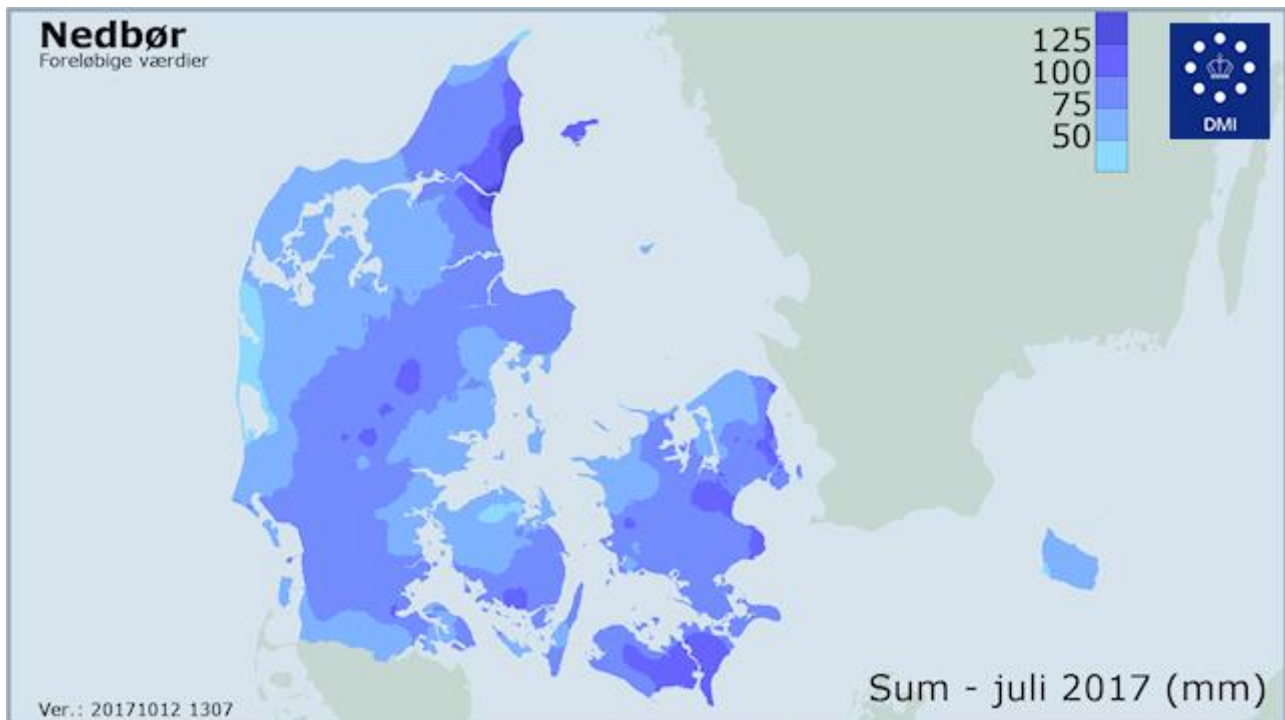 Nedbør
Foreløbige værdier
125
100
75
50
DMI
Sum - juli 2017 (mm)
Ver.: 20171012 1307